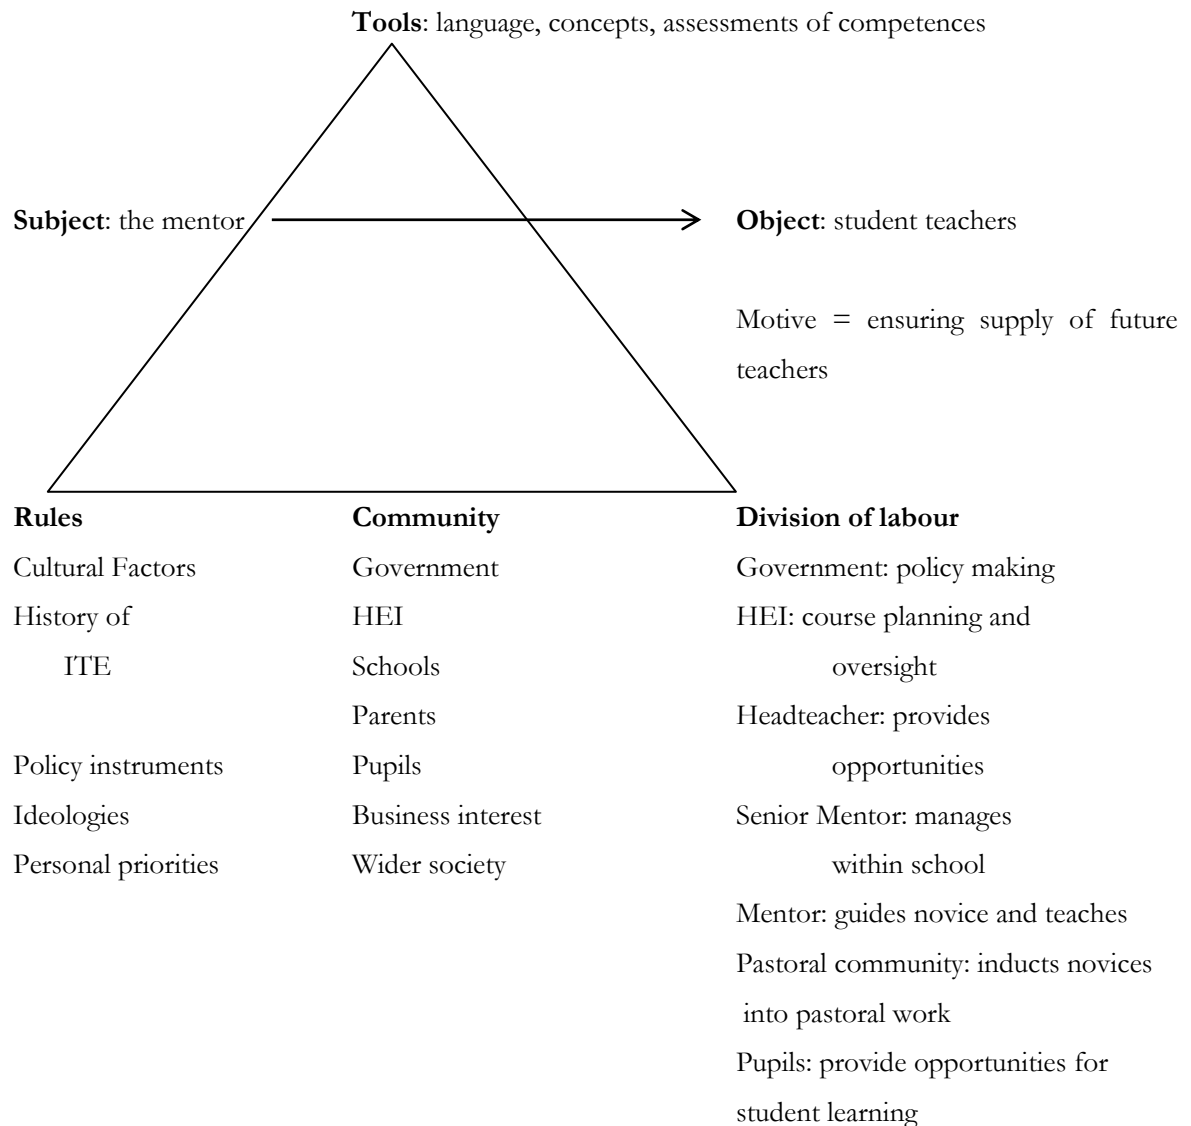 Tools: language, concepts, assessments of competences
Subject: the mentor
Object: student teachers
Motive = ensuring supply of future
teachers
Rules
Cultural Factors
History of
ITE
Policy instruments
Ideologies
Personal priorities
Community
Government
HEI
Schools
Parents
Pupils
Business interest
Wider society
Division of labour
Government: policy making
HEI: course planning and
oversight
Headteacher: provides
opportunities
Senior Mentor: manages
within school
Mentor: guides novice and teaches
Pastoral community: inducts novices
into pastoral work
Pupils: provide opportunities for
student learning